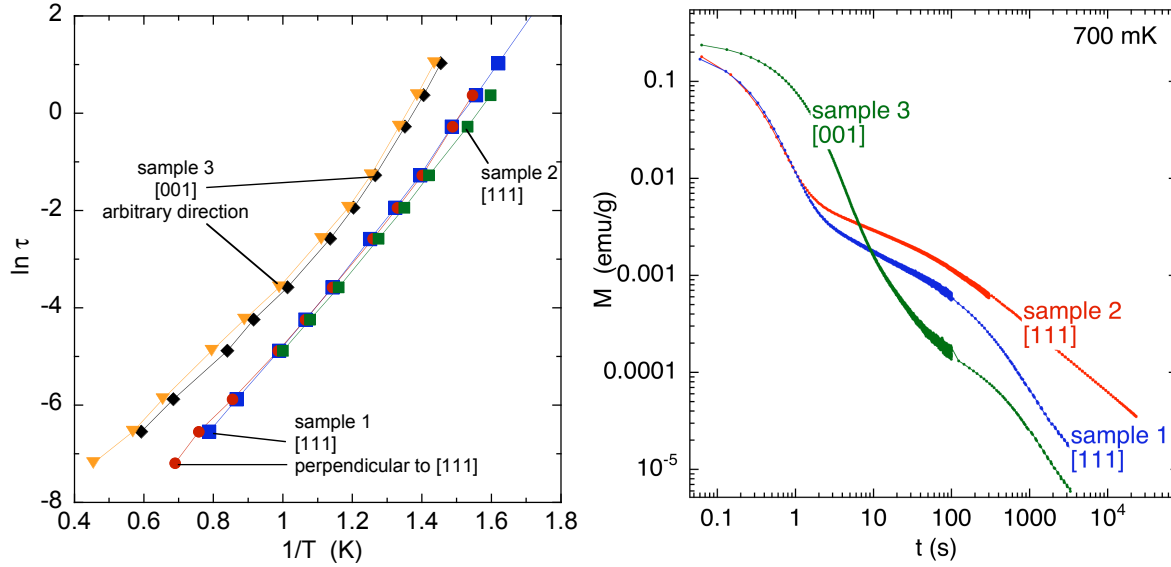 2
0
-2
-4
-6
-8
0.4
0.6
0.8
1
1.2
1.4
1.6
1.8
ln τ
1/T (K)
sample 3
[001]
arbitrary direction
sample 2
[111]
sample 1
[111]
perpendicular to [111]
700 mK
0.1
0.01
0.001
0.0001
10-5
0.1
1
10
100
1000
104
M (emu/g)
t (s)
sample 3
[001]
sample 2
[111]
sample 1
[111]